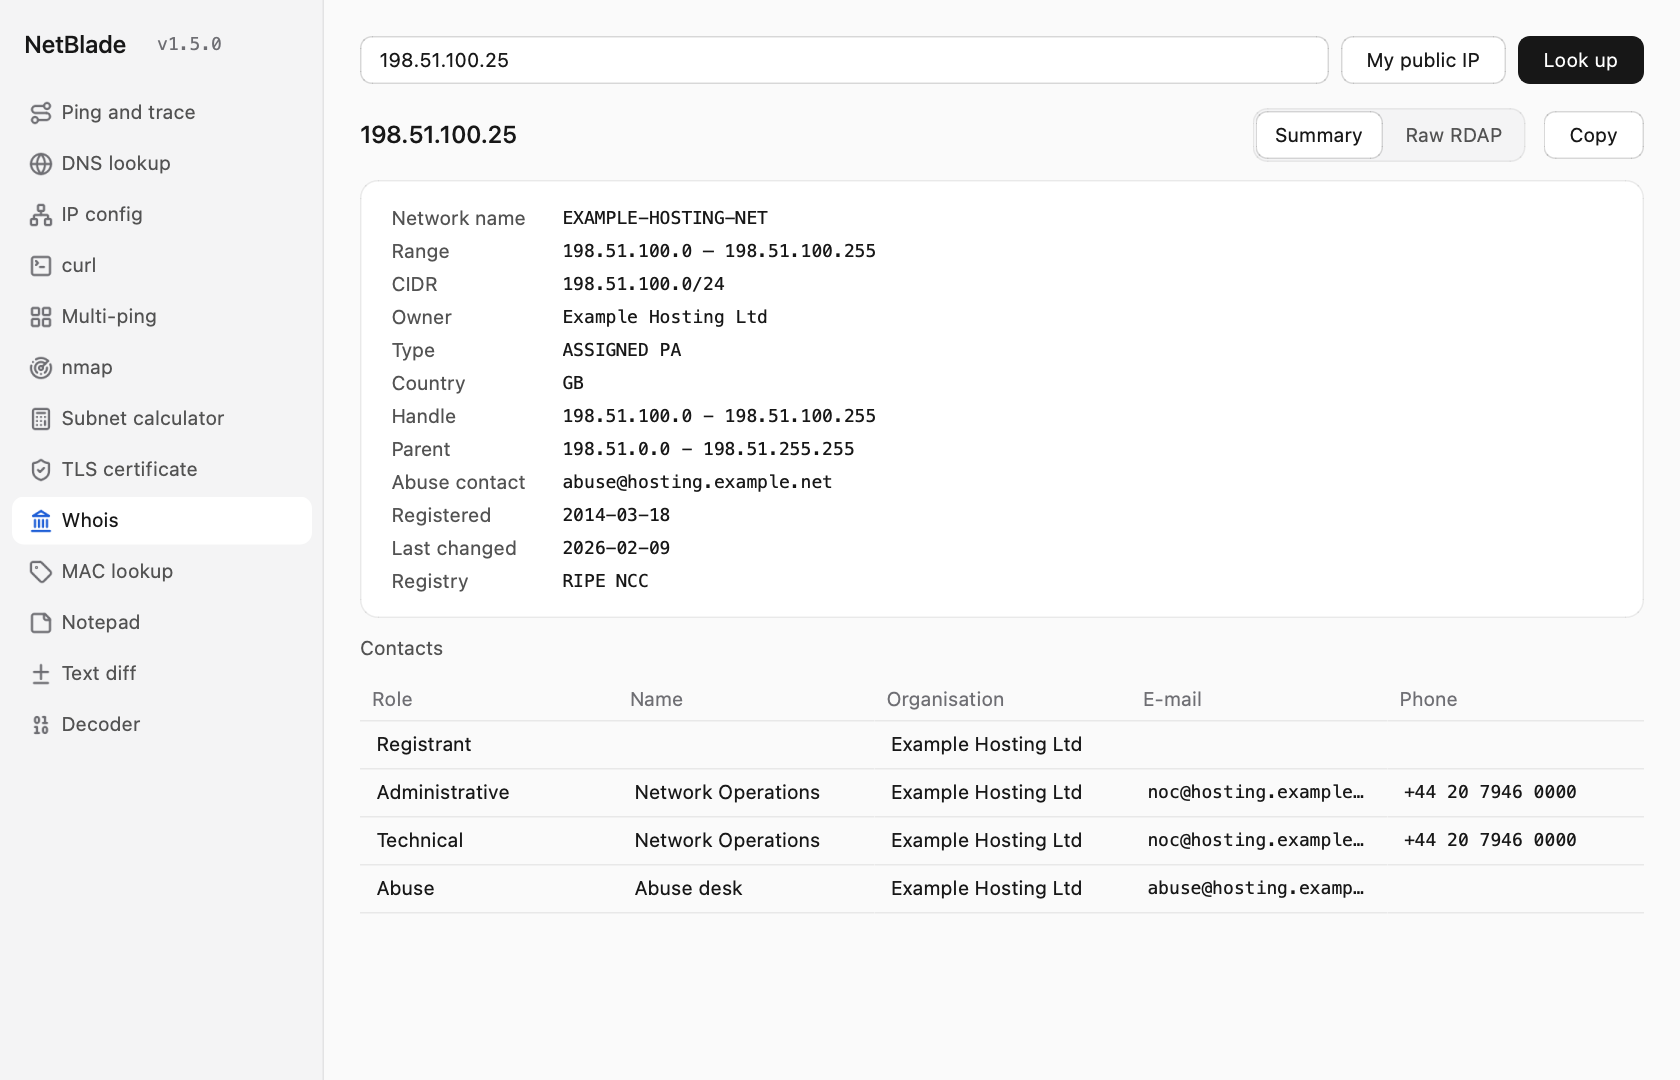 NetBlade v1.5.0
Ping and trace
DNS lookup
IP config
curl
Multi-ping
nmap
Subnet calculator
TLS certificate
Whois
MAC lookup
Notepad
Text diff
Decoder
198.51.100.25 My public IP Look up
198.51.100.25 Summary Raw RDAP Copy
Network name EXAMPLE-HOSTING-NET
Range 198.51.100.0 – 198.51.100.255
CIDR 198.51.100.0/24
Owner Example Hosting Ltd
Type ASSIGNED PA
Country GB
Handle 198.51.100.0 - 198.51.100.255
Parent 198.51.0.0 - 198.51.255.255
Abuse contact abuse@hosting.example.net
Registered 2014-03-18
Last changed 2026-02-09
Registry RIPE NCC
Contacts
Role Name Organisation E-mail Phone
Registrant Example Hosting Ltd
Administrative Network Operations Example Hosting Ltd noc@hosting.example… +44 20 7946 0000
Technical Network Operations Example Hosting Ltd noc@hosting.example… +44 20 7946 0000
Abuse Abuse desk Example Hosting Ltd abuse@hosting.examp…